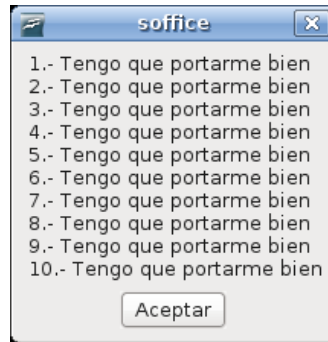 soffice
1.- Tengo que portarme bien
2.- Tengo que portarme bien
3.- Tengo que portarme bien
4.- Tengo que portarme bien
5.- Tengo que portarme bien
6.- Tengo que portarme bien
7.- Tengo que portarme bien
8.- Tengo que portarme bien
9.- Tengo que portarme bien
10.- Tengo que portarme bien
Aceptar